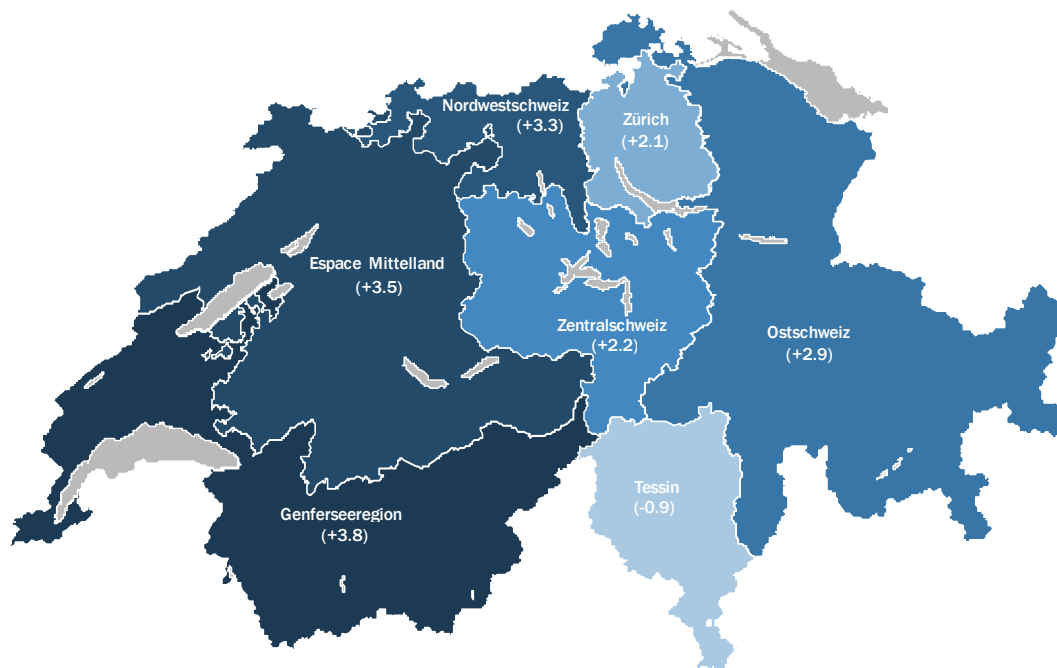 Nordwestschweiz
(+3.3)
Zürich
(+2.1)
Espace Mittelland
(+3.5)
Zentralschweiz
(+2.2)
Ostschweiz
(+2.9)
Tessin
(-0.9)
Genferseeregion
(+3.8)